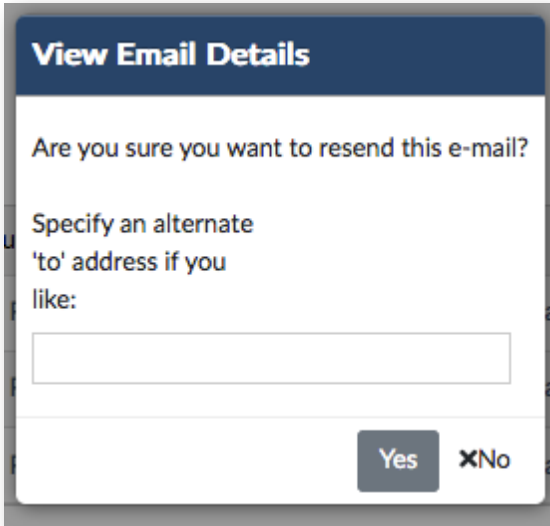 View Email Details
Are you sure you want to resend this e-mail?
Specify an alternate
'to' address if you
like:
Yes ×No